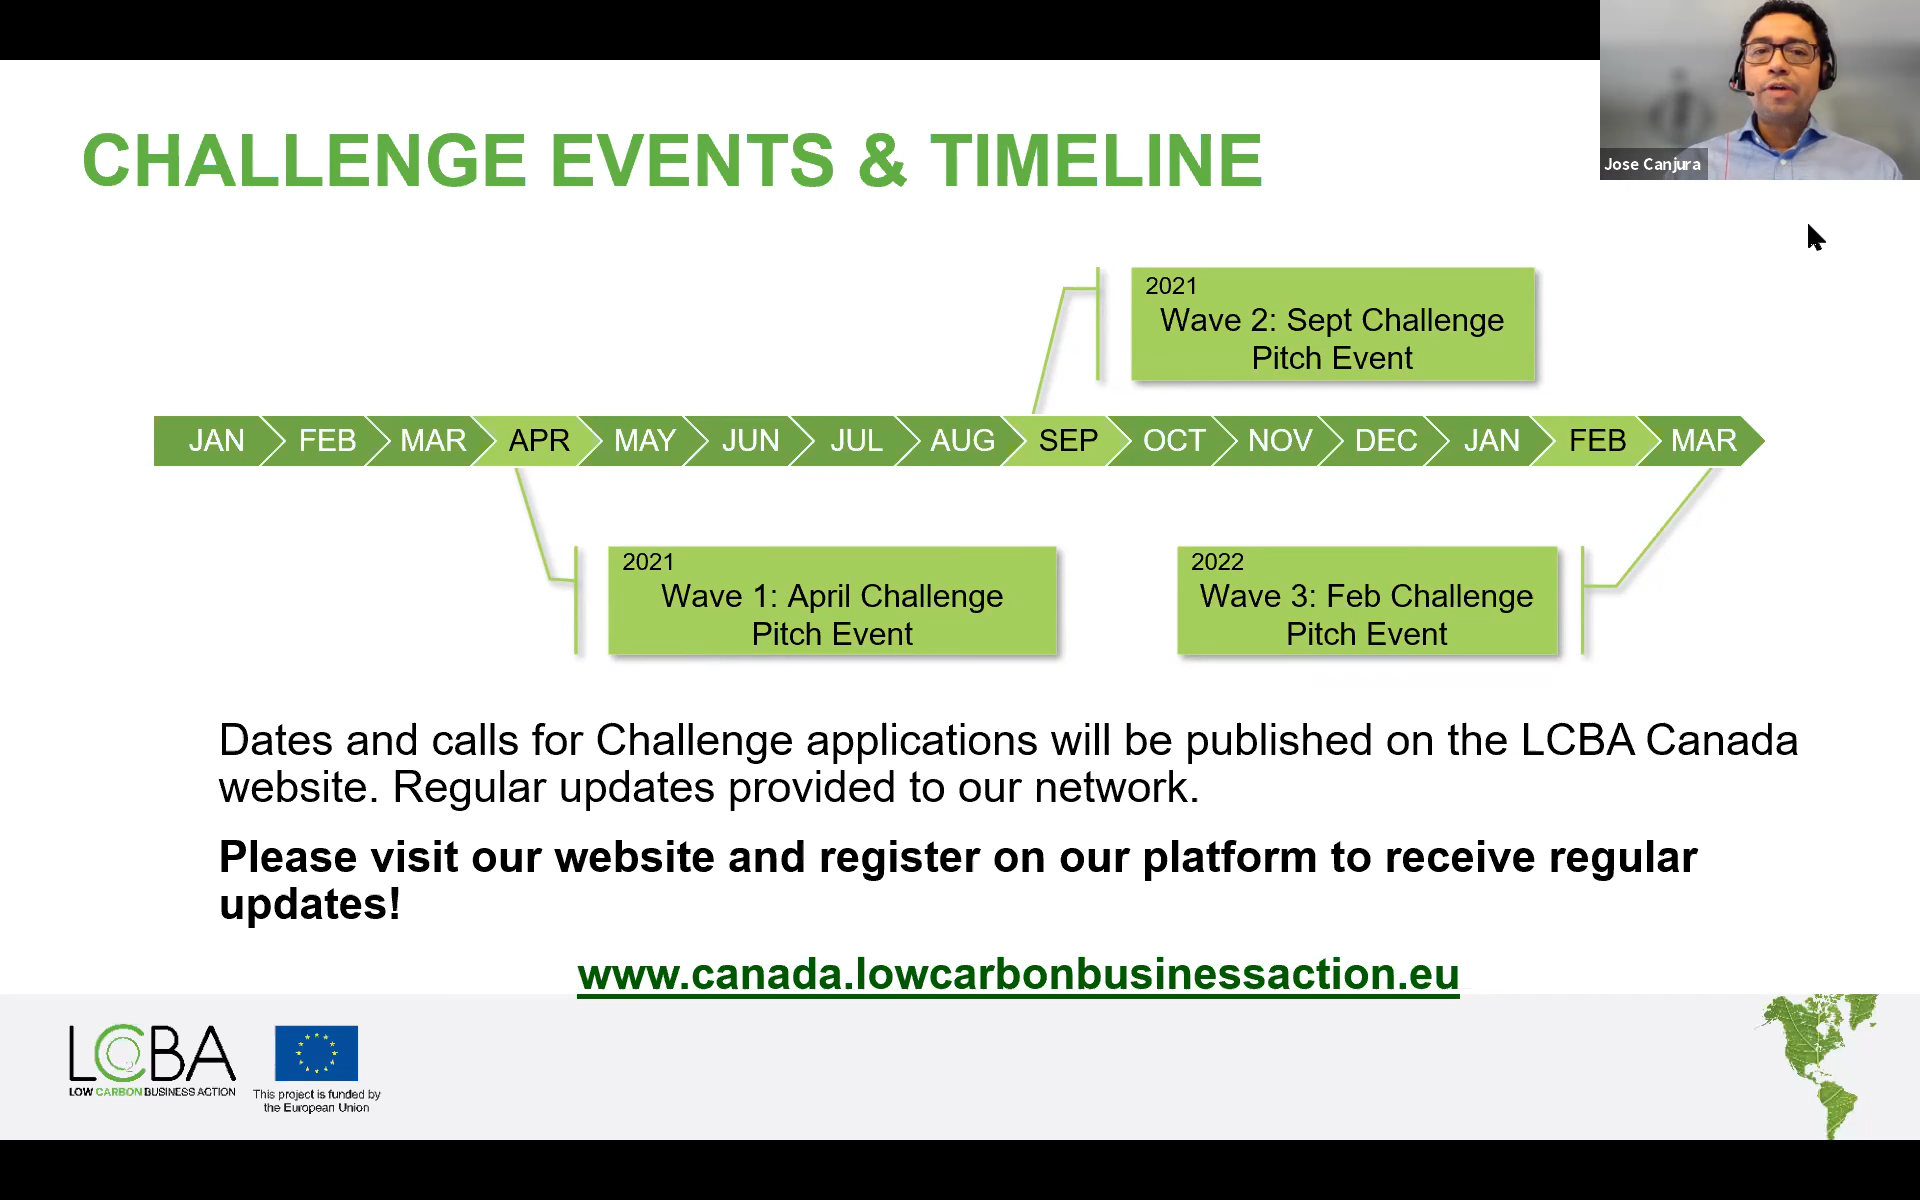 Jose Canjura
CHALLENGE EVENTS & TIMELINE
2021
Wave 2: Sept Challenge
Pitch Event
JAN FEB MAR APR MAY JUN JUL AUG SEP OCT NOV DEC JAN FEB MAR
2021
Wave 1: April Challenge
Pitch Event
2022
Wave 3: Feb Challenge
Pitch Event
Dates and calls for Challenge applications will be published on the LCBA Canada
website. Regular updates provided to our network.
Please visit our website and register on our platform to receive regular
updates!
www.canada.lowcarbonbusinessaction.eu
LCBA
LOW CARBON BUSINESS ACTION
This project is funded by
the European Union